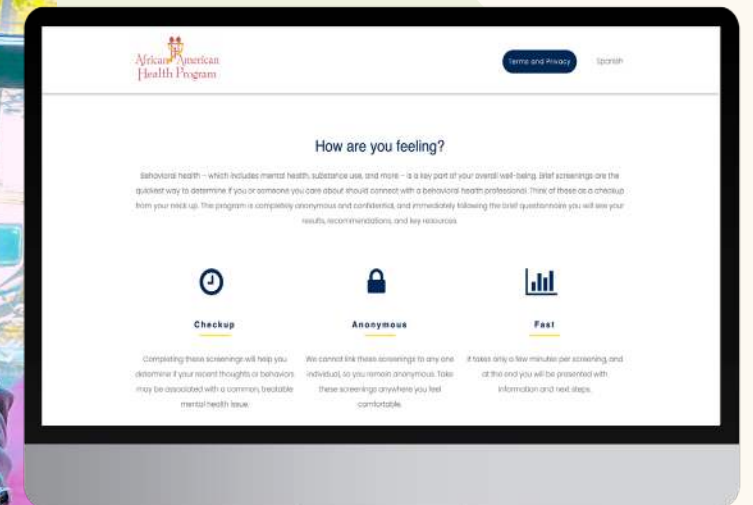 African American
Health Program
Terms and Privacy
Spanish
How are you feeling?
Behavioral health – which includes mental health, substance use, and more – is a key part of your overall well-being. Brief screenings are the
quickest way to determine if you or someone you care about should connect with a behavioral health professional. Think of these as a checkup
from your neck up. The program is completely anonymous and confidential, and immediately following the brief questionnaire you will see your
results, recommendations, and key resources.
Checkup
Completing these screenings will help you
determine if your recent thoughts or behaviors
may be associated with a common, treatable
mental health issue.
Anonymous
We cannot link these screenings to any one
individual, so you remain anonymous. Take
these screenings anywhere you feel
comfortable.
Fast
It takes only a few minutes per screening, and
at the end you will be presented with
information and next steps.